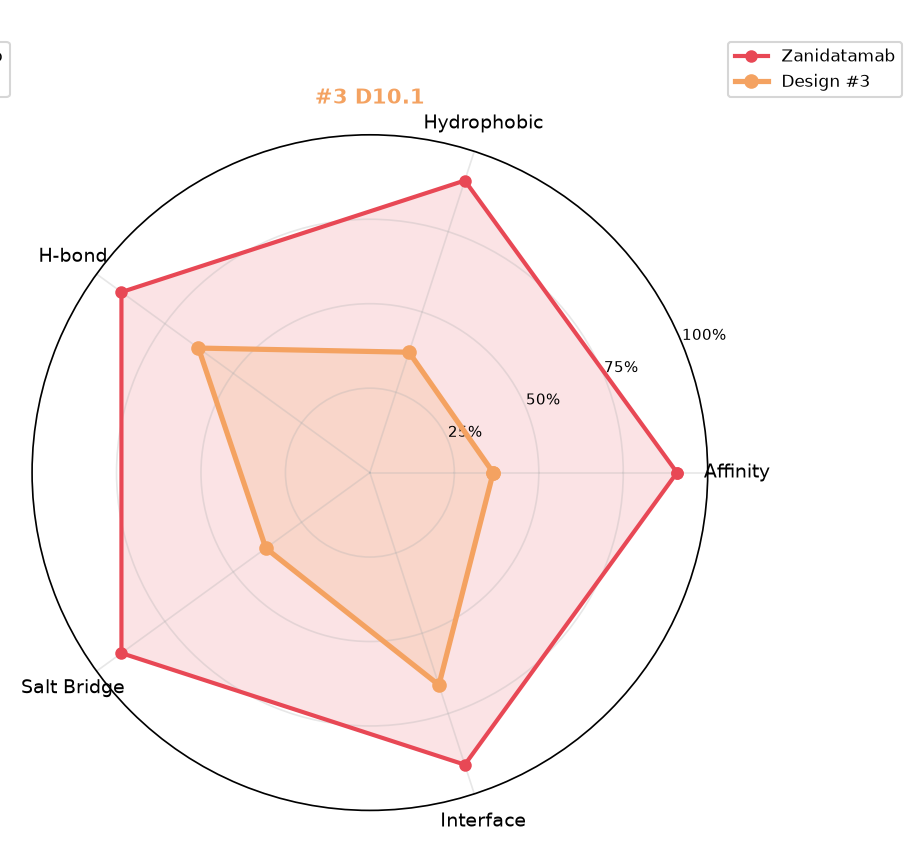 Zanidatamab
Design #3
#3 D10.1
Hydrophobic
H-bond
100%
75%
50%
25%
Affinity
Salt Bridge
Interface